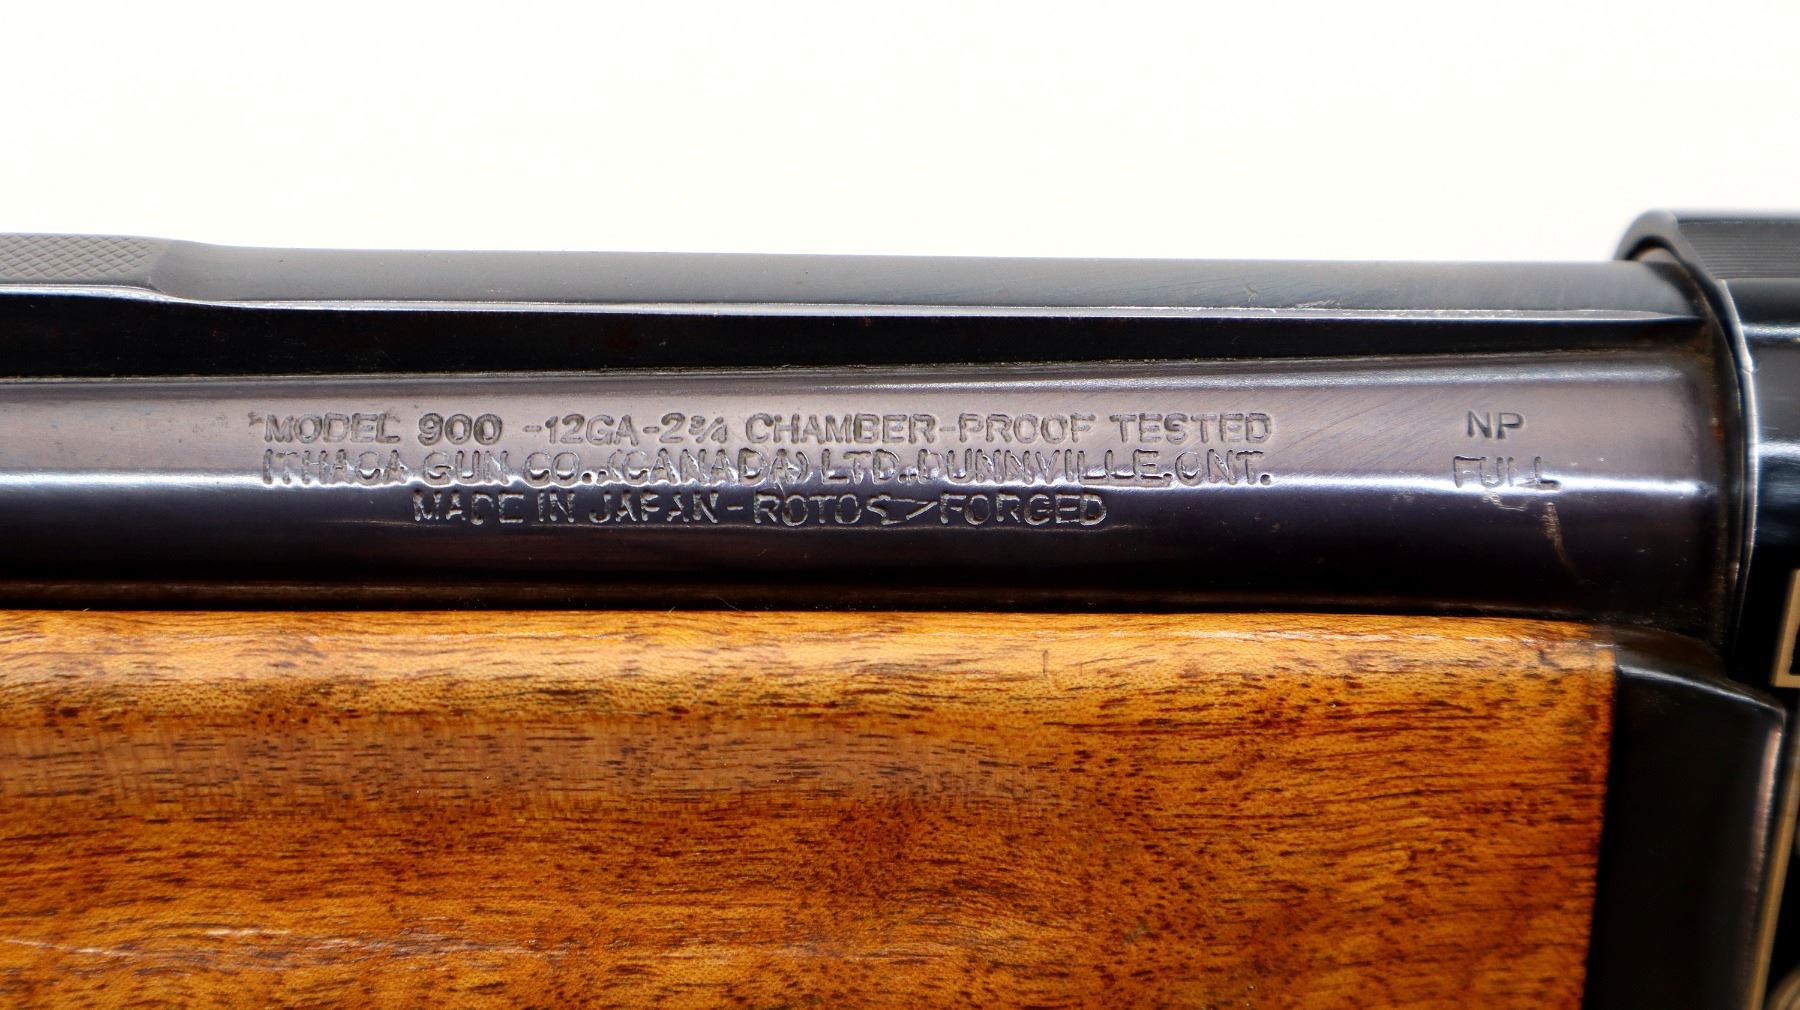 MODEL 900 -12GA-2¾ CHAMBER-PROOF TESTED
ITHACA GUN CO.,(CANADA) LTD.,DUNNVILLE,ONT.
MADE IN JAPAN-ROTO<>FORGED
NP
FULL